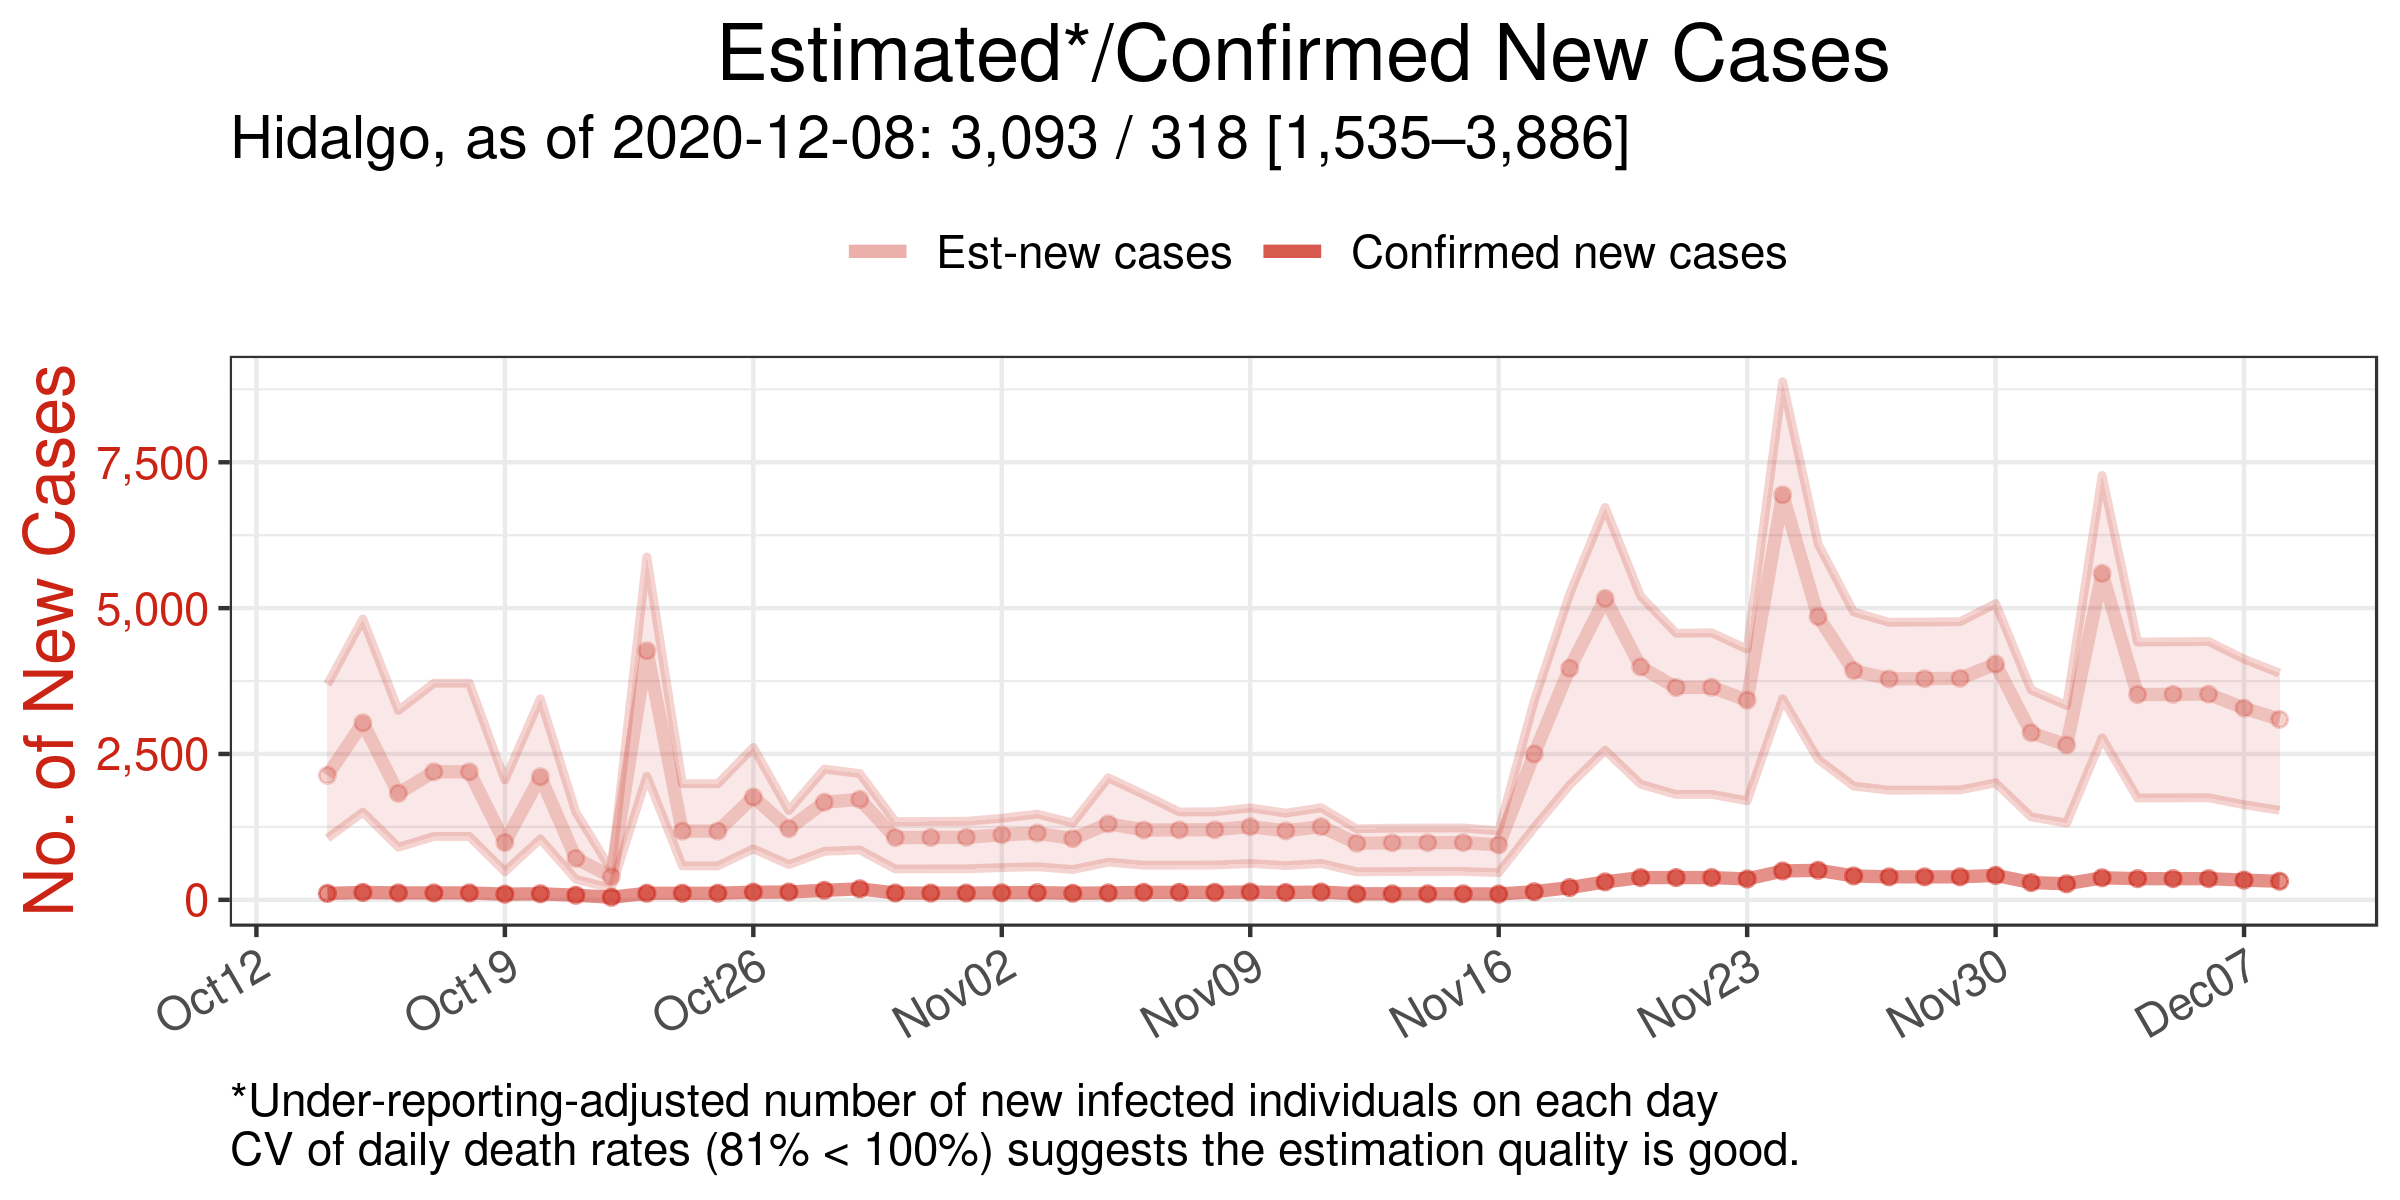 Estimated*/Confirmed New Cases
Hidalgo, as of 2020-12-08: 3,093 / 318 [1,535–3,886]
Est-new cases Confirmed new cases
No. of New Cases
7,500
5,000
2,500
0
Oct12 Oct19 Oct26 Nov02 Nov09 Nov16 Nov23 Nov30 Dec07
*Under-reporting-adjusted number of new infected individuals on each day
CV of daily death rates (81% < 100%) suggests the estimation quality is good.